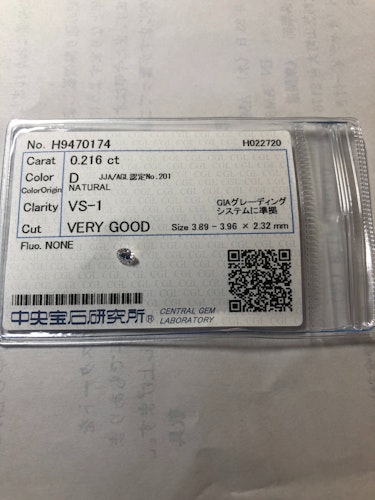 No. H9470174 H022720
Carat 0.216 ct
Color D JJA/AGL認定No.201
ColorOrigin NATURAL
Clarity VS-1 GIAグレーディング
システムに準拠
Cut VERY GOOD Size 3.89 - 3.96 × 2.32 mm
Fluo. NONE
中央宝石研究所® CENTRAL GEM
LABORATORY